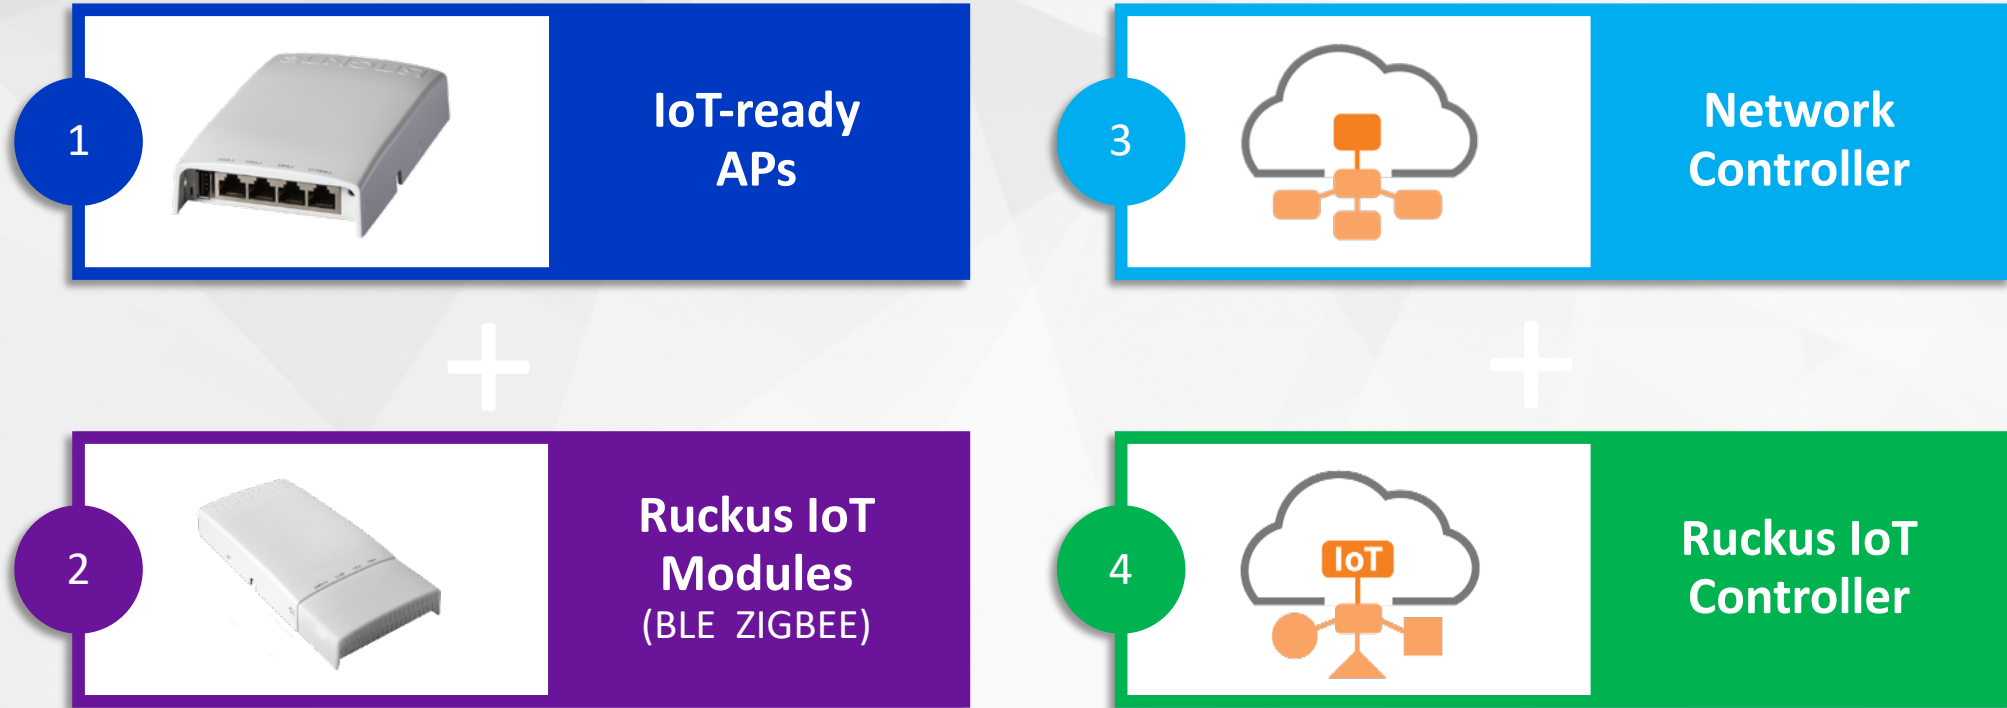 1
IoT-ready
APs
2
Ruckus IoT
Modules
(BLE ZIGBEE)
3
Network
Controller
4
IoT
Ruckus IoT
Controller